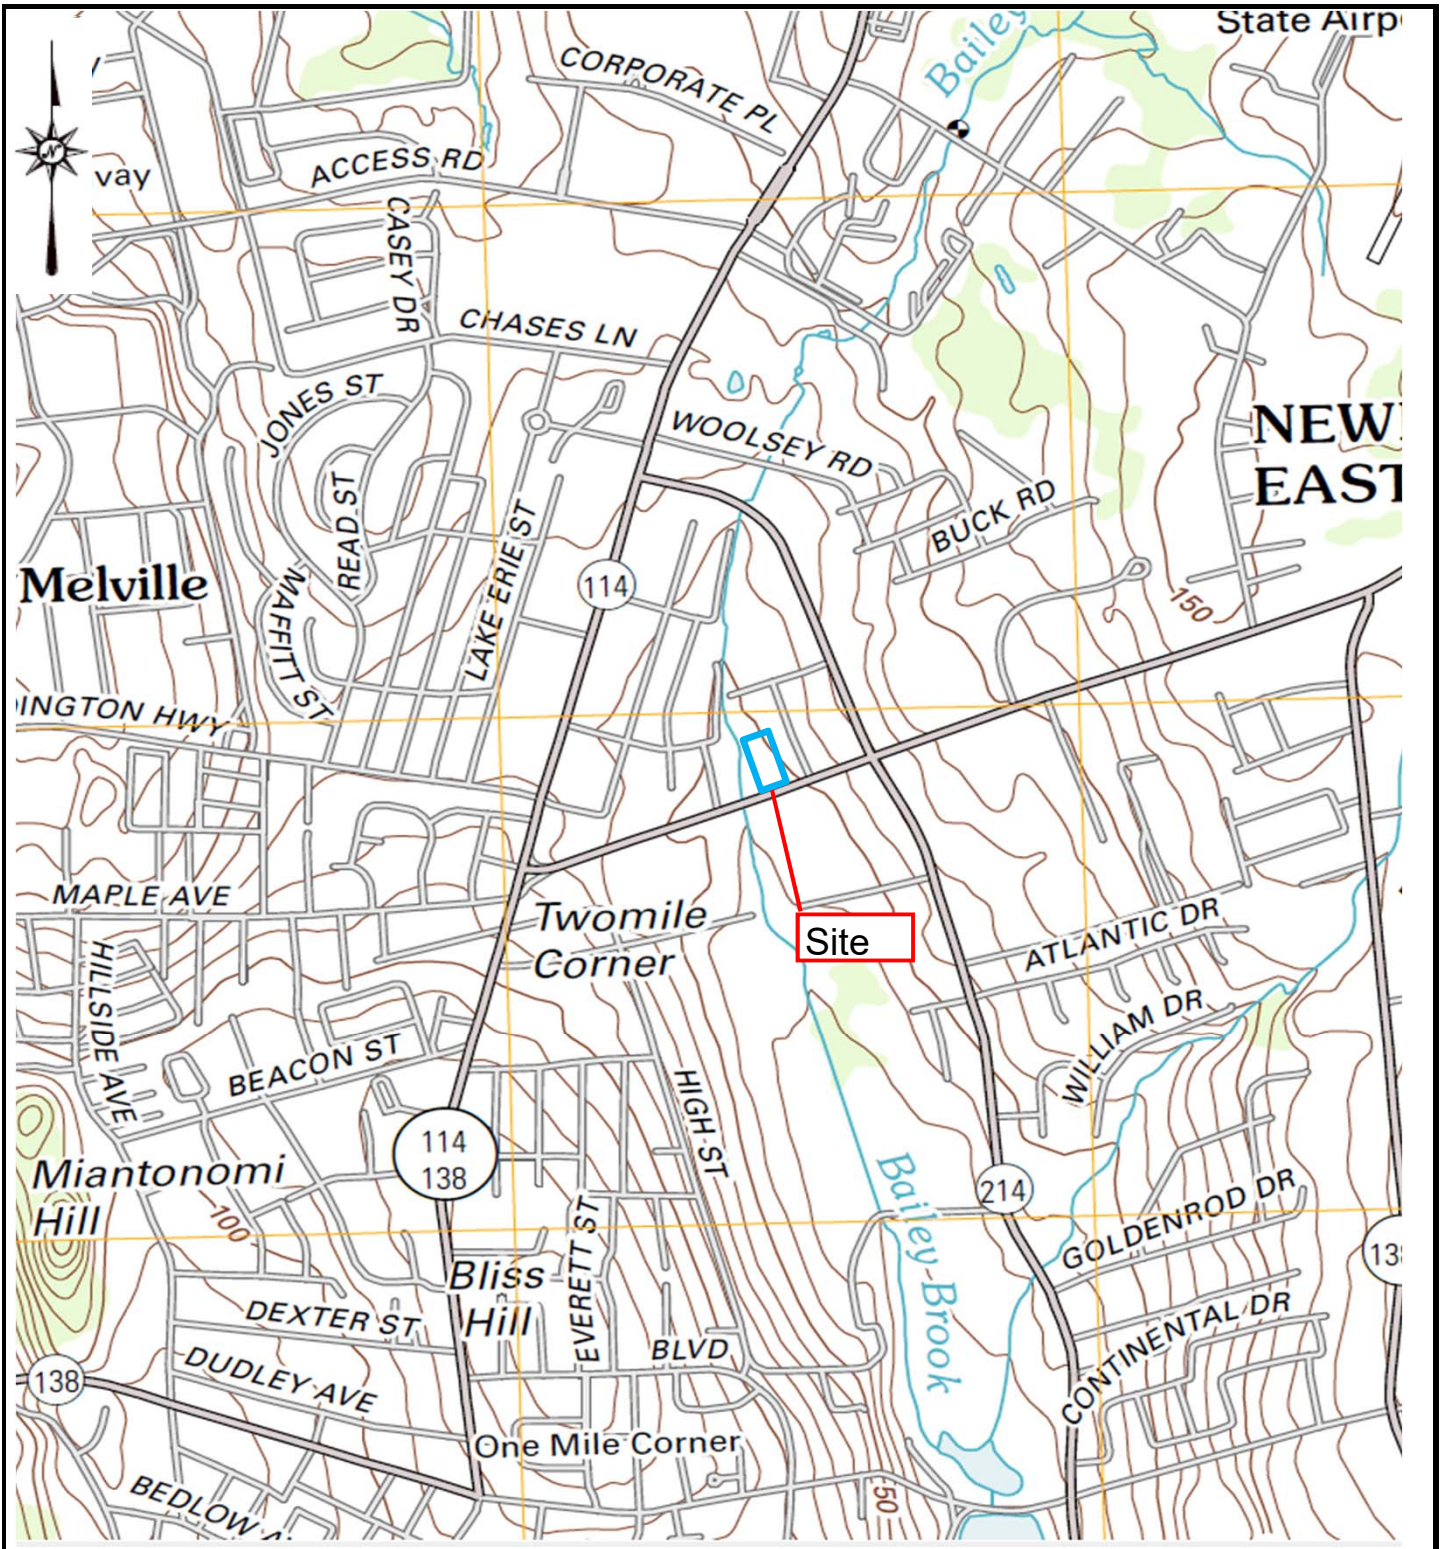 State Airp
Bailey
CORPORATE PL
ACCESS RD
vay
CASEY DR
CHASES LN
JONES ST
WOOLSEY RD
NEW
EAST
READ ST
BUCK RD
LAKE ERIE ST
Melville
114
MAFFITT ST
150
INGTON HWY
MAPLE AVE
Twomile
Corner
Site
ATLANTIC DR
HILLSIDE AVE
WILLIAM DR
BEACON ST
HIGH ST
114
138
Miantonomi
Hill
100
214
Bailey Brook
GOLDENROD DR
138
EVERETT ST
Bliss
Hill
DEXTER ST
CONTINENTAL DR
BLVD
138
DUDLEY AVE
One Mile Corner
50
BEDLOW A
N